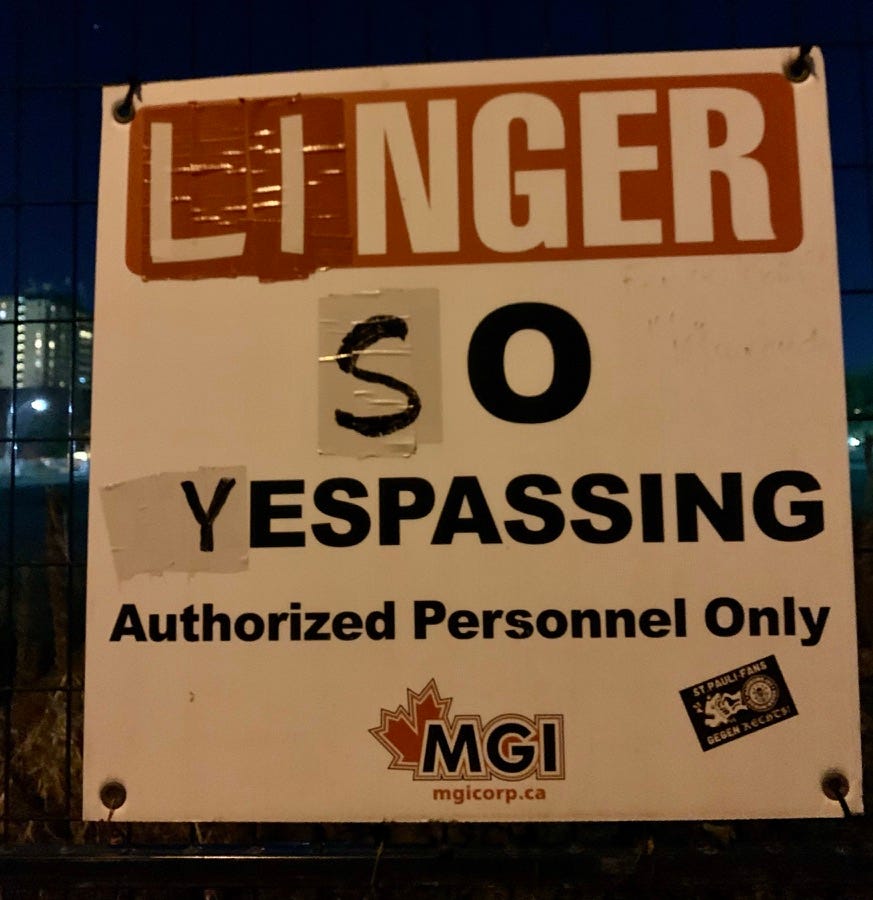 LINGER
SO
YESPASSING
Authorized Personnel Only
MGI
mgicorp.ca
ST. PAULI-FANS
GEGEN RECHTS!